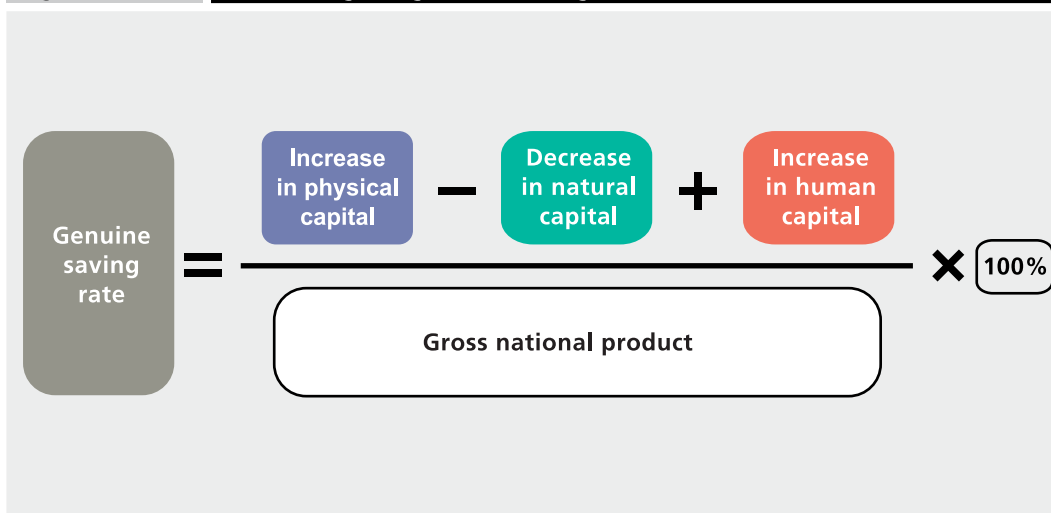 Increase
in physical
capital
Decrease
in natural
capital
Increase
in human
capital
Genuine
saving
rate
=
−
+
×
100%
Gross national product